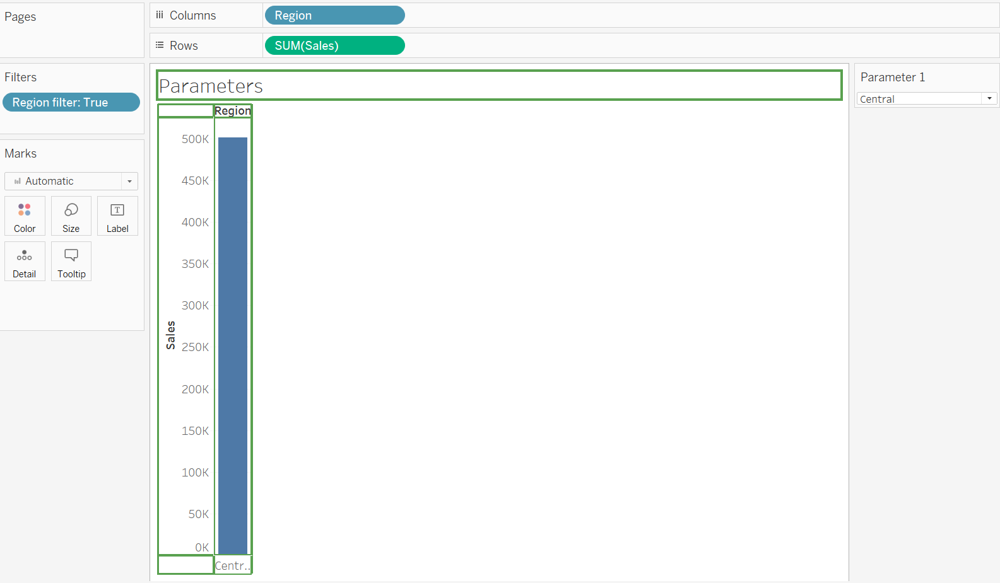 Pages
Columns
Region
Rows
SUM(Sales)
Filters
Region filter: True
Marks
Automatic
Color
Size
Label
Detail
Tooltip
Parameters
Region
500K
450K
400K
350K
300K
250K
200K
150K
100K
50K
0K
Sales
Centr..
Parameter 1
Central